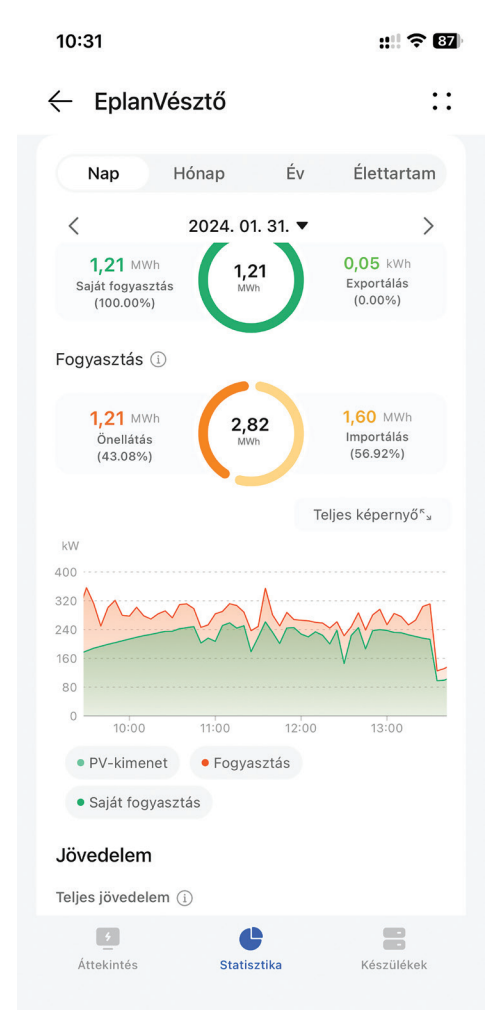 10:31
87
EplanVésztő
Nap Hónap Év Élettartam
2024. 01. 31.
1,21 MWh
Saját fogyasztás
(100.00%)
1,21
MWh
0,05 kWh
Exportálás
(0.00%)
Fogyasztás
1,21 MWh
Önellátás
(43.08%)
2,82
MWh
1,60 MWh
Importálás
(56.92%)
Teljes képernyő
kW
400
320
240
160
80
0
10:00 11:00 12:00 13:00
PV-kimenet Fogyasztás
Saját fogyasztás
Jövedelem
Teljes jövedelem
Áttekintés Statisztika Készülékek